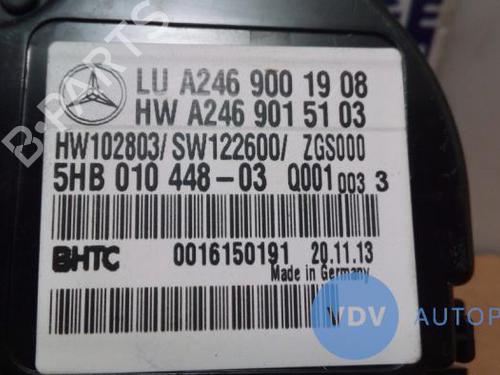 LU A246 900 19 08
HW A246 901 51 03
HW102803/ SW122600/ ZGS000
5HB 010 448-03 Q001 003 3
BHTC 0016150191 20.11.13
Made in Germany
V
VDV AUTOP
B-PARTS